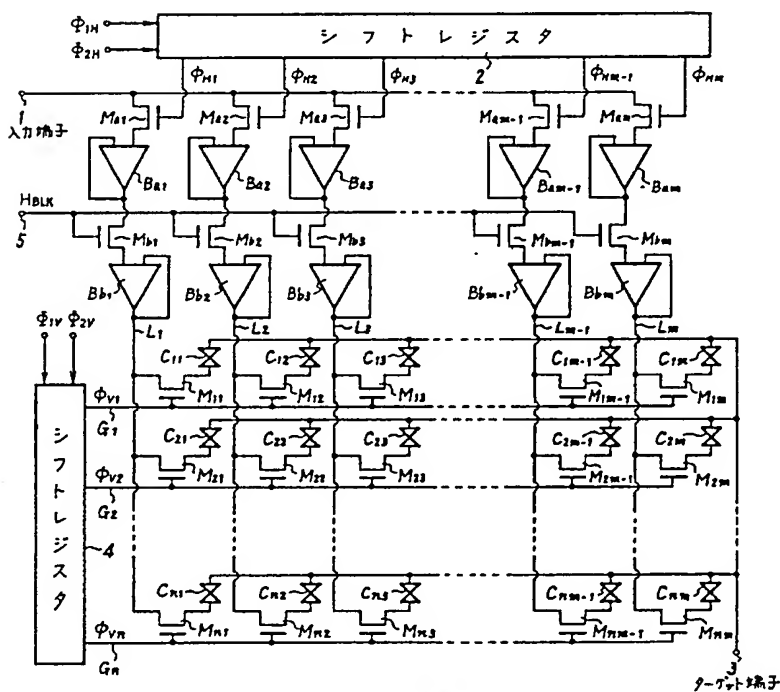 Φ1H
Φ2H
シフトレジスタ
2
ΦH1 ΦH2 ΦH3 ΦHm-1 ΦHm
1
入力端子
Ma1 Ma2 Ma3 Mam-1 Mam
Ba1 Ba2 Ba3 Bam-1 Bam
HBLK
5
Mb1 Mb2 Mb3 Mbm-1 Mbm
Bb1 Bb2 Bb3 Bbm-1 Bbm
Φ1V Φ2V
L1 L2 L3 Lm-1 Lm
C11 C12 C13 C1m-1 C1m
ΦV1 M11 M12 M13 M1m-1 M1m
G1
C21 C23 C23 C2m-1 C2m
ΦV2 M21 M22 M23 M2m-1 M2m
G2
シフトレジスタ
4
Cn1 Cn2 Cn3 Cnm-1 Cnm
ΦVn Mn1 Mn2 Mn3 Mnm-1 Mnm
Gn
3
ターゲット端子